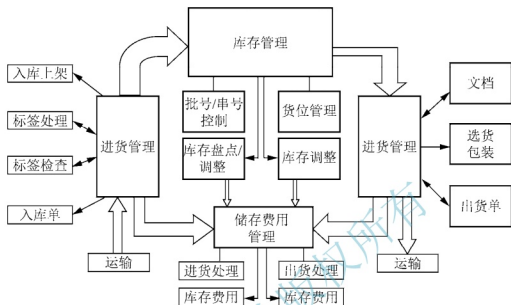 库存管理
入库上架
标签处理
标签检查
入库单
进货管理
运输
批号/串号
控制
货位管理
库存盘点/
调整
库存调整
储存费用
管理
进货处理
出货处理
库存费用
库存费用
进货管理
文档
选货
包装
出货单
运输
版权所有